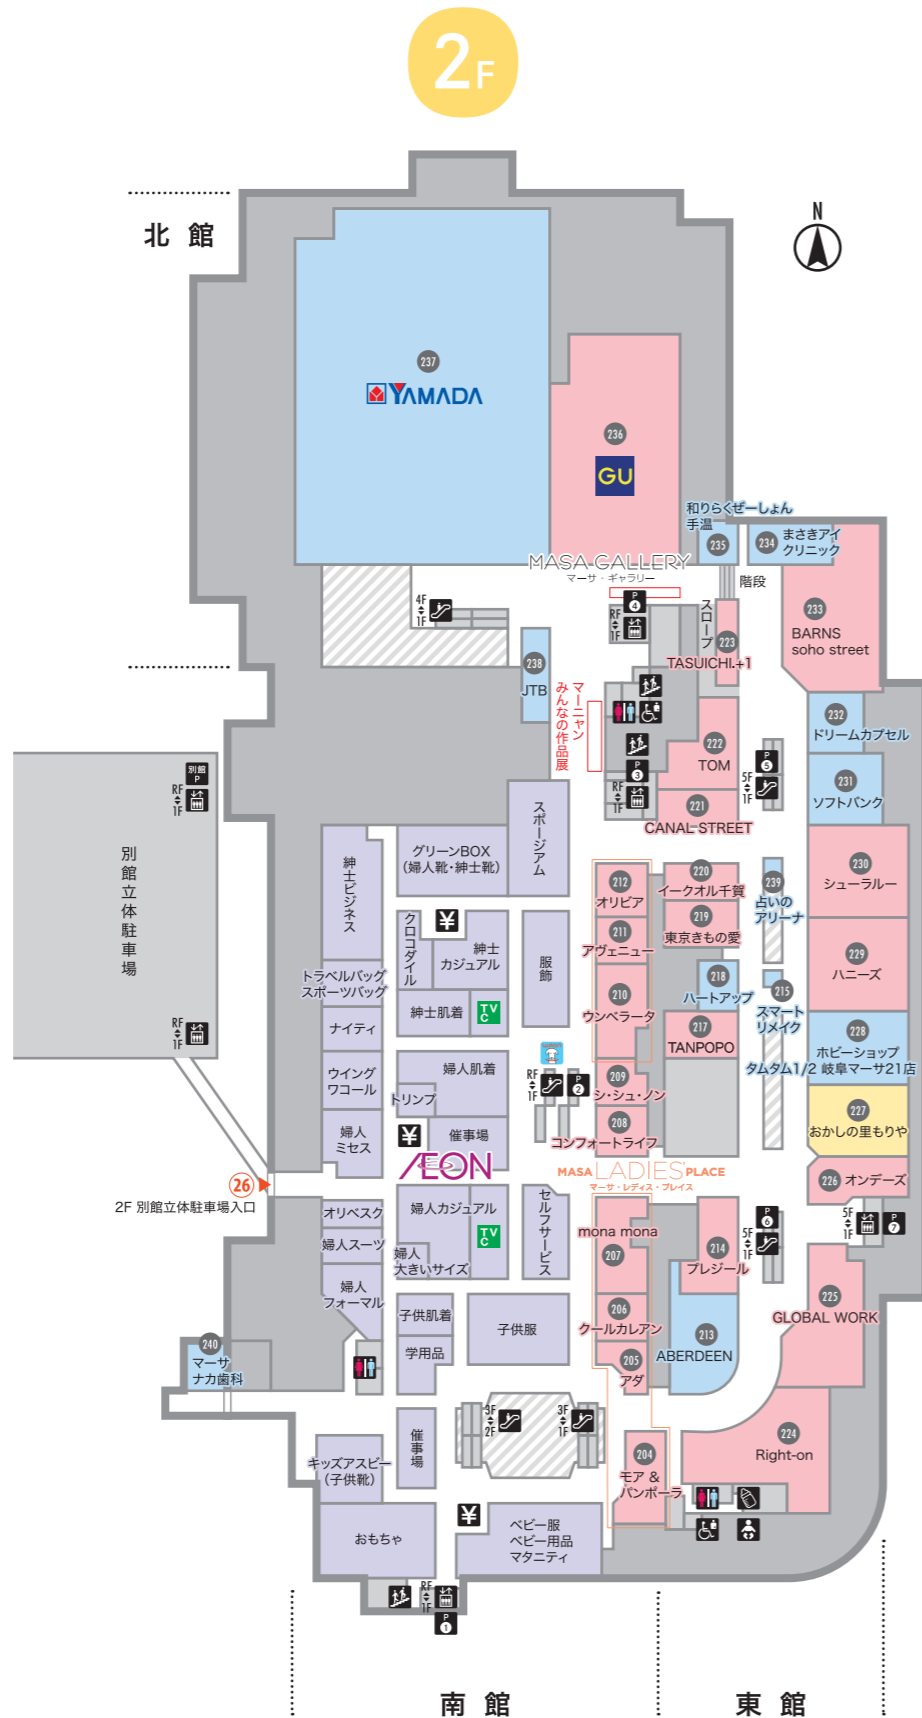 2F
北館
N
237
YAMADA
236
GU
和りらくぜーしょん
手温
235
234
まさきアイ
クリニック
MASA GALLERY
マーサ・ギャラリー
階段
スロープ
233
BARNS
soho street
4F
1F
P
4
RF
1F
223
TASUICHI.+1
238
JTB
マーニャン
みんなの作品展
232
ドリームカプセル
222
TOM
P
3
RF
1F
P
5
5F
1F
231
ソフトバンク
221
CANAL STREET
別館
P
RF
1F
別館立体駐車場
RF
1F
スポージアム
グリーンBOX
(婦人靴・紳士靴)
紳士ビジネス
212
オリビア
220
イークオル千賀
239
占いの
アリーナ
230
シューラルー
クロコダイル
¥
紳士
カジュアル
服飾
211
アヴェニュー
219
東京きもの愛
トラベルバッグ
スポーツバッグ
紳士肌着
TVC
210
ウンベラータ
218
ハートアップ
215
スマート
リメイク
229
ハニーズ
ナイティ
217
TANPOPO
228
ホビーショップ
タムタム1/2 岐阜マーサ21店
ウイング
ワコール
婦人肌着
トリンプ
RF
1F
P
2
209
シ・シュ・ノン
婦人
ミセス
¥
催事場
208
コンフォートライフ
227
おかしの里もりや
ÆON
MASA LADIES' PLACE
マーサ・レディス・プレイス
226
オンデーズ
26
2F 別館立体駐車場入口
オリベスク
婦人カジュアル
セルフサービス
mona mona
207
214
プレジール
P
6
5F
1F
5F
1F
P
7
婦人スーツ
婦人
大きいサイズ
TVC
婦人
フォーマル
子供肌着
子供服
206
クールカレアン
213
ABERDEEN
225
GLOBAL WORK
240
マーサ
ナカ歯科
学用品
205
アダ
3F
2F
3F
1F
催事場
キッズアスビー
(子供靴)
204
モア &
パンポーラ
224
Right-on
おもちゃ
¥
ベビー服
ベビー用品
マタニティ
RF
1F
P
1
南館
東館